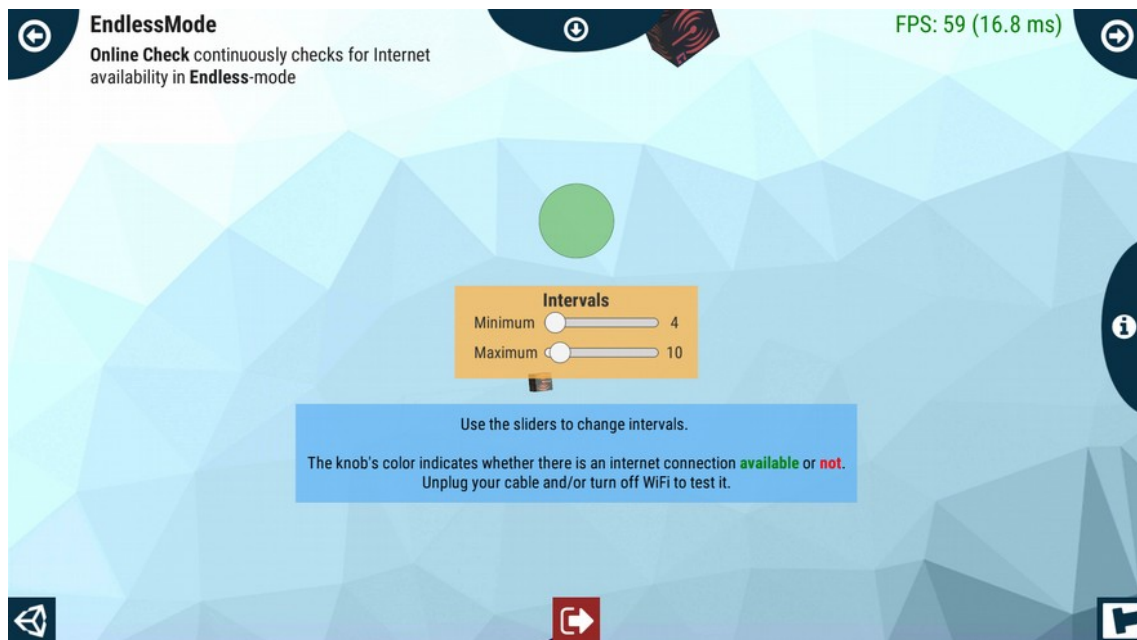 EndlessMode
FPS: 59 (16.8 ms)
Online Check continuously checks for Internet
availability in Endless-mode
Intervals
Minimum 4
Maximum 10
Use the sliders to change intervals.
The knob's color indicates whether there is an internet connection available or not.
Unplug your cable and/or turn off WiFi to test it.